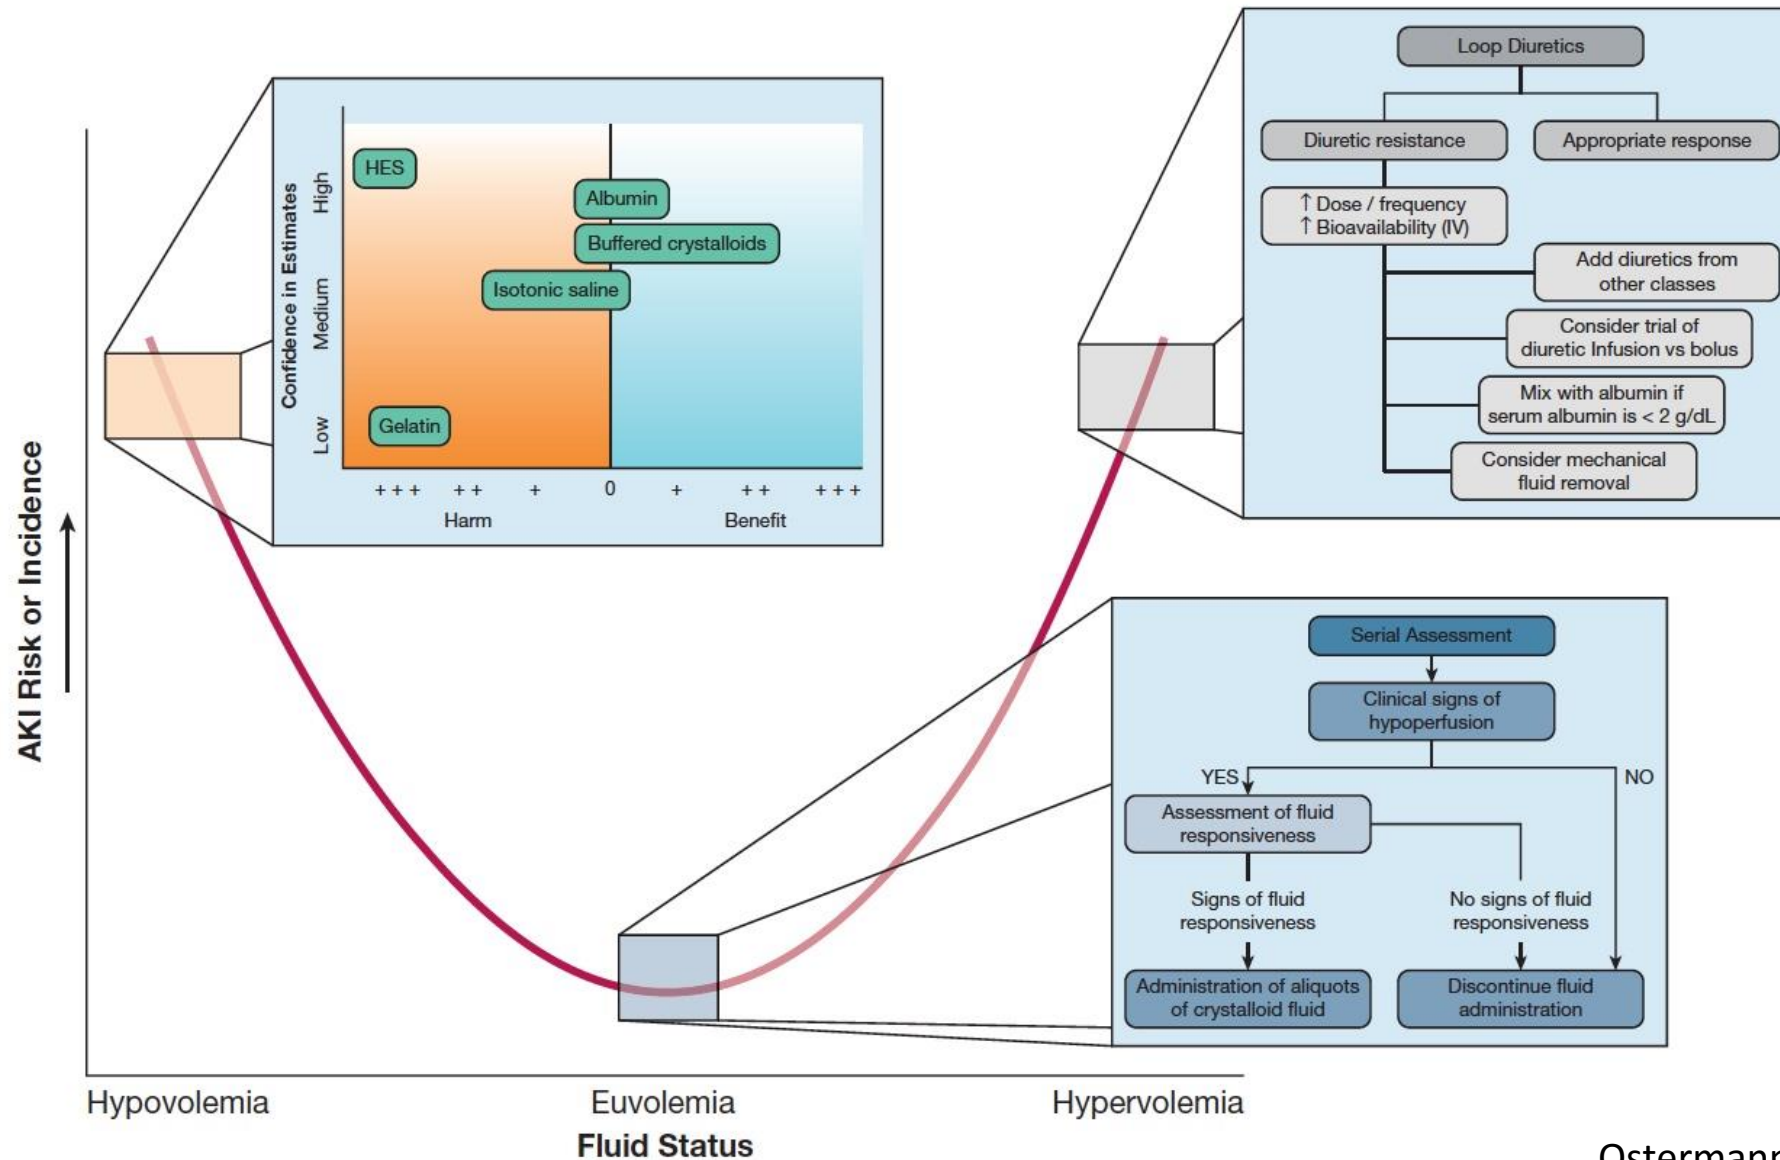 Loop Diuretics
Diuretic resistance
Appropriate response
↑ Dose / frequency
↑ Bioavailability (IV)
Add diuretics from
other classes
Consider trial of
diuretic Infusion vs bolus
Mix with albumin if
serum albumin is < 2 g/dL
Consider mechanical
fluid removal
Confidence in Estimates
High
Medium
Low
HES
Albumin
Buffered crystalloids
Isotonic saline
Gelatin
+++ ++ + 0 + ++ +++
Harm
Benefit
AKI Risk or Incidence
Serial Assessment
Clinical signs of
hypoperfusion
YES
NO
Assessment of fluid
responsiveness
Signs of fluid
responsiveness
No signs of fluid
responsiveness
Administration of aliquots
of crystalloid fluid
Discontinue fluid
administration
Hypovolemia
Euvolemia
Hypervolemia
Fluid Status